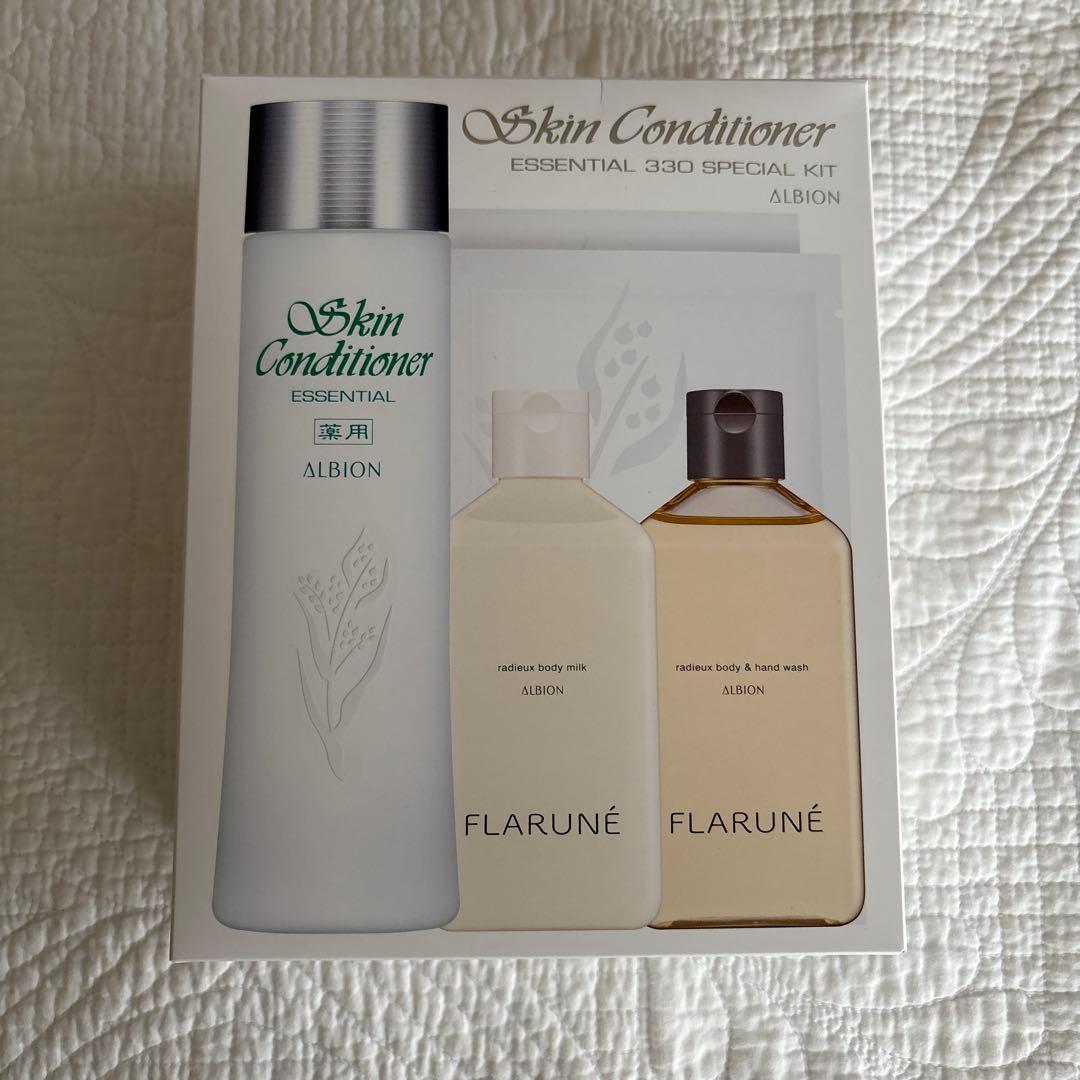 Skin Conditioner
ESSENTIAL 330 SPECIAL KIT
ALBION
Skin
Conditioner
ESSENTIAL
薬用
ALBION
radieux body milk
ALBION
FLARUNÉ
radieux body & hand wash
ALBION
FLARUNÉ